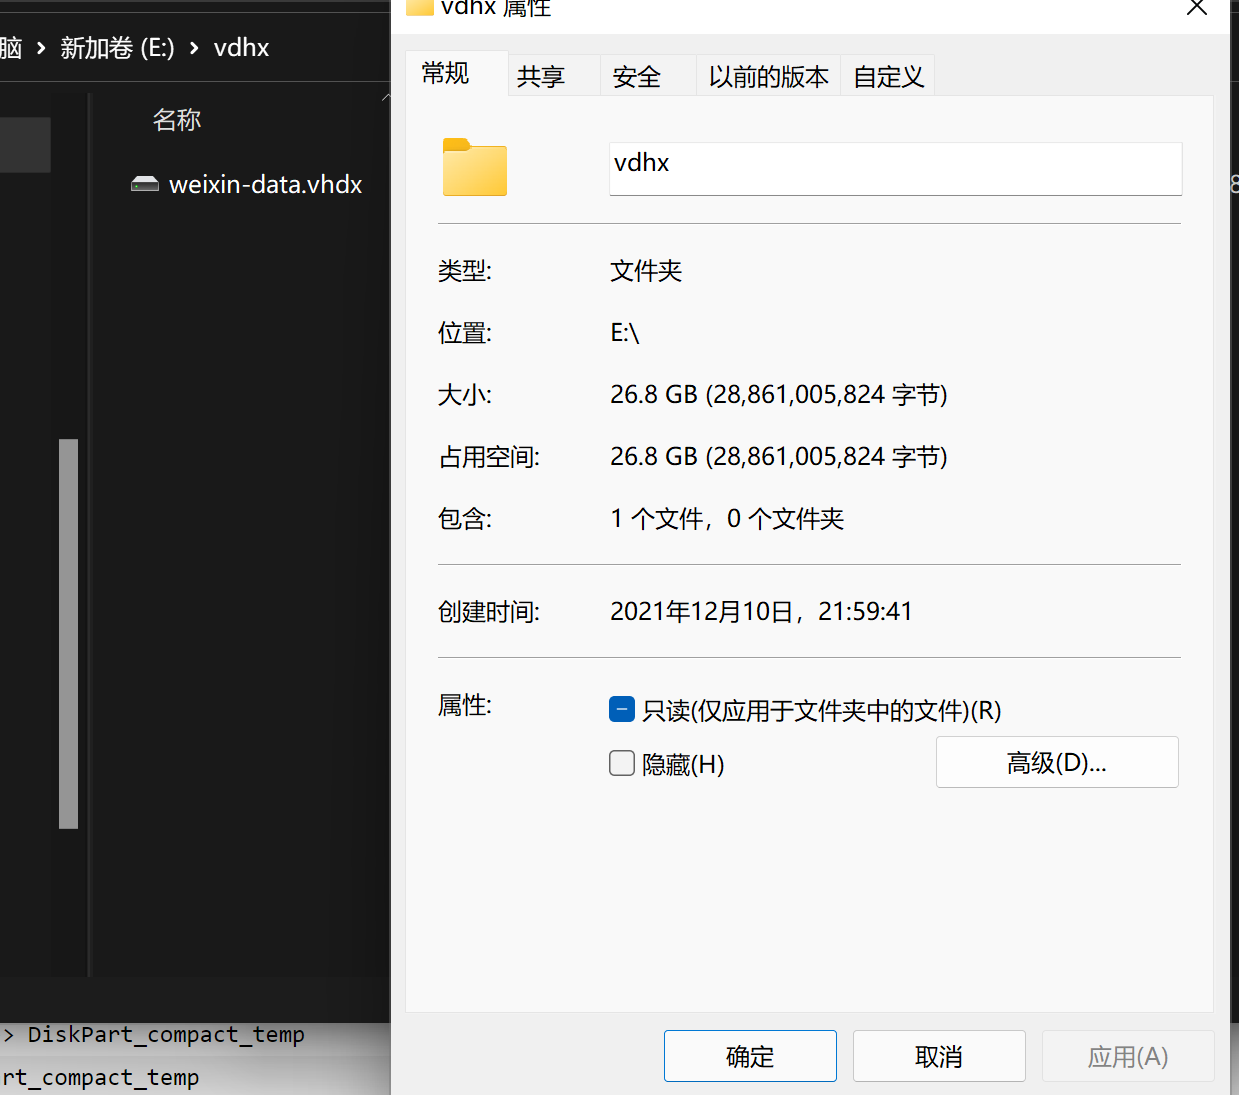 vdhx 属性
脑 › 新加卷 (E:) › vdhx
常规
共享
安全
以前的版本
自定义
名称
weixin-data.vhdx
vdhx
类型:
文件夹
位置:
E:\
大小:
26.8 GB (28,861,005,824 字节)
占用空间:
26.8 GB (28,861,005,824 字节)
包含:
1 个文件，0 个文件夹
创建时间:
2021年12月10日，21:59:41
属性:
只读(仅应用于文件夹中的文件)(R)
隐藏(H)
高级(D)...
> DiskPart_compact_temp
rt_compact_temp
确定
取消
应用(A)